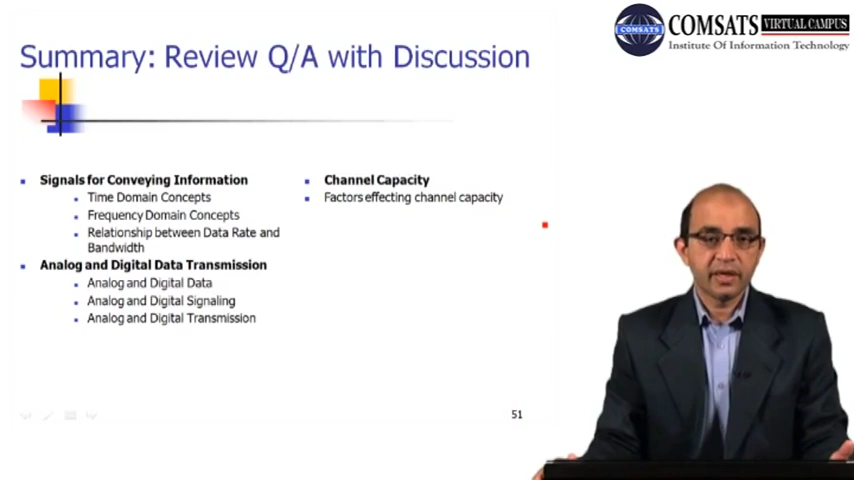 COMSATS VIRTUAL CAMPUS
COMSATS
Institute Of Information Technology
Summary: Review Q/A with Discussion
Signals for Conveying Information
Time Domain Concepts
Frequency Domain Concepts
Relationship between Data Rate and
Bandwidth
Analog and Digital Data Transmission
Analog and Digital Data
Analog and Digital Signaling
Analog and Digital Transmission
Channel Capacity
Factors effecting channel capacity
51